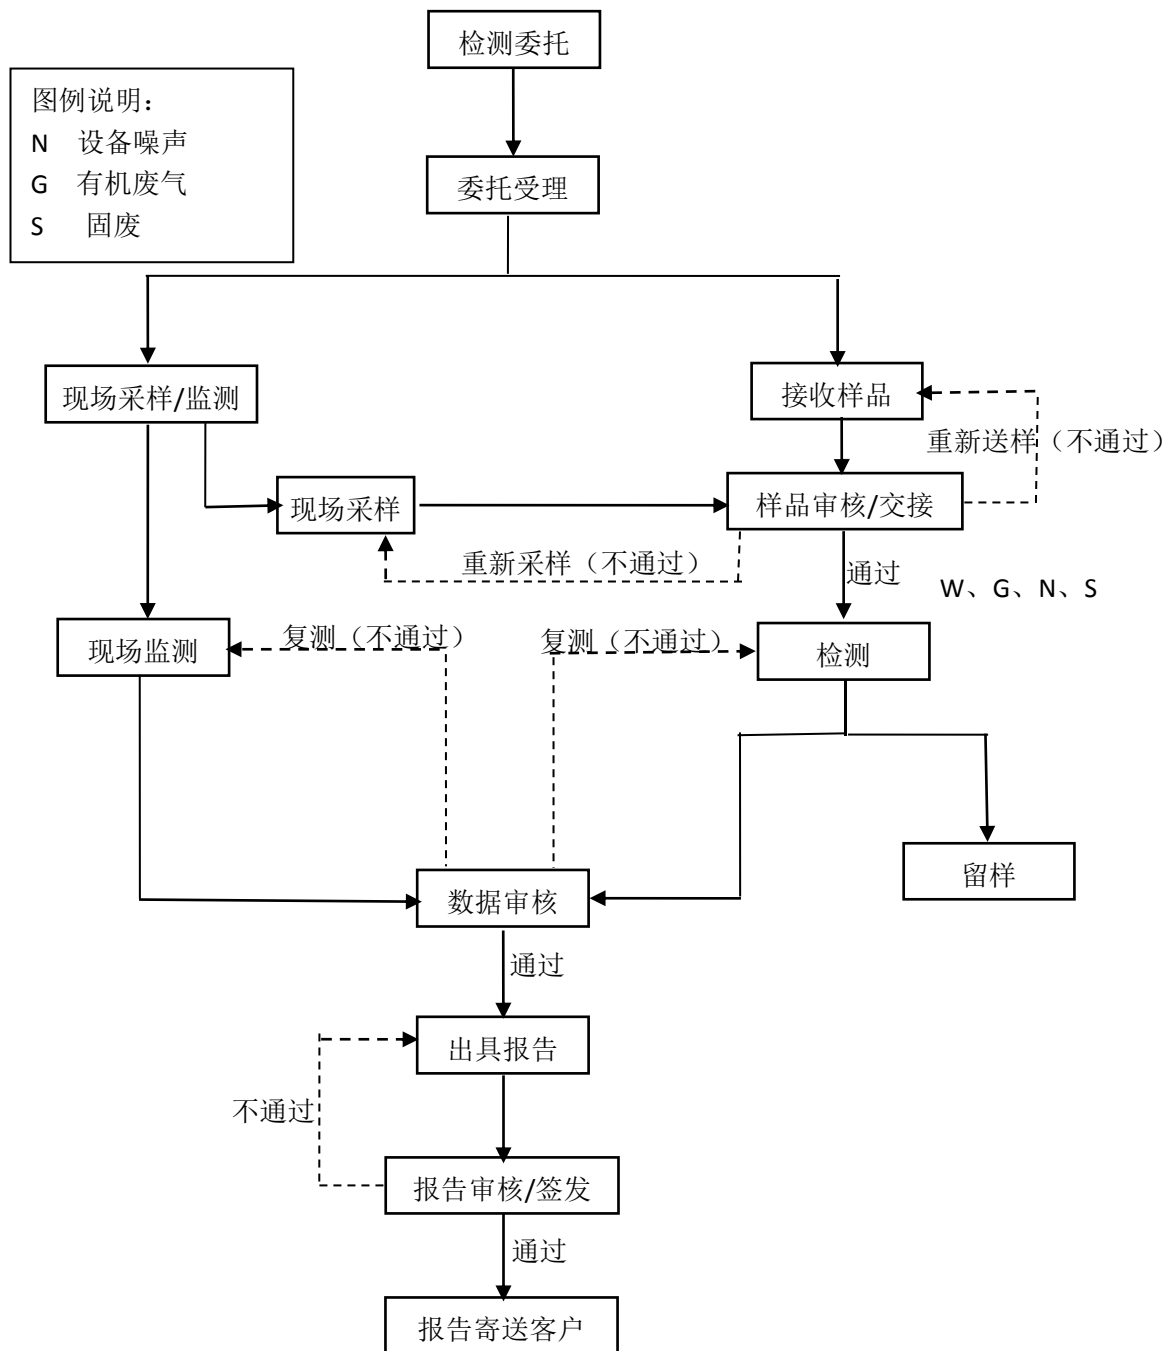 检测委托
图例说明：
N 设备噪声
G 有机废气
S 固废
委托受理
现场采样/监测
接收样品
重新送样（不通过）
现场采样
样品审核/交接
重新采样（不通过）
通过
W、G、N、S
现场监测
复测（不通过）
复测（不通过）
检测
留样
数据审核
通过
出具报告
不通过
报告审核/签发
通过
报告寄送客户